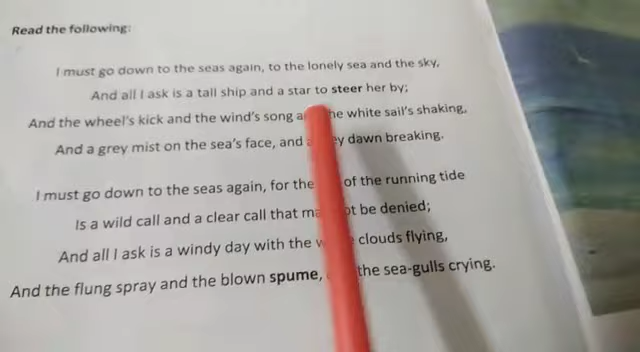 Read the following:
I must go down to the seas again, to the lonely sea and the sky,
And all I ask is a tall ship and a star to steer her by;
And the wheel's kick and the wind's song he white sail's shaking,
And a grey mist on the sea's face, and dawn breaking.
I must go down to the seas again, for the of the running tide
Is a wild call and a clear call that be denied;
And all I ask is a windy day with the clouds flying,
And the flung spray and the blown spume, the sea-gulls crying.